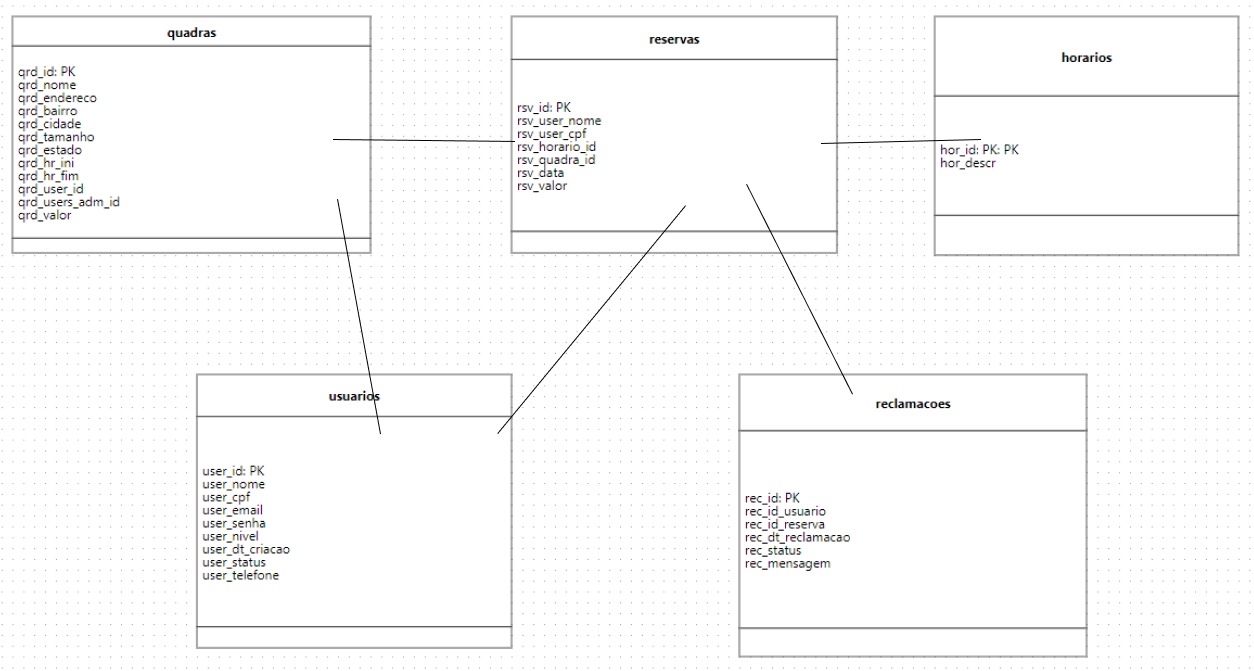 quadras
qrd_id: PK
qrd_nome
qrd_endereco
qrd_bairro
qrd_cidade
qrd_tamanho
qrd_estado
qrd_hr_ini
qrd_hr_fim
qrd_user_id
qrd_users_adm_id
qrd_valor
reservas
rsv_id: PK
rsv_user_nome
rsv_user_cpf
rsv_horario_id
rsv_quadra_id
rsv_data
rsv_valor
horarios
hor_id: PK: PK
hor_descr
usuarios
user_id: PK
user_nome
user_cpf
user_email
user_senha
user_nivel
user_dt_criacao
user_status
user_telefone
reclamacoes
rec_id: PK
rec_id_usuario
rec_id_reserva
rec_dt_reclamacao
rec_status
rec_mensagem